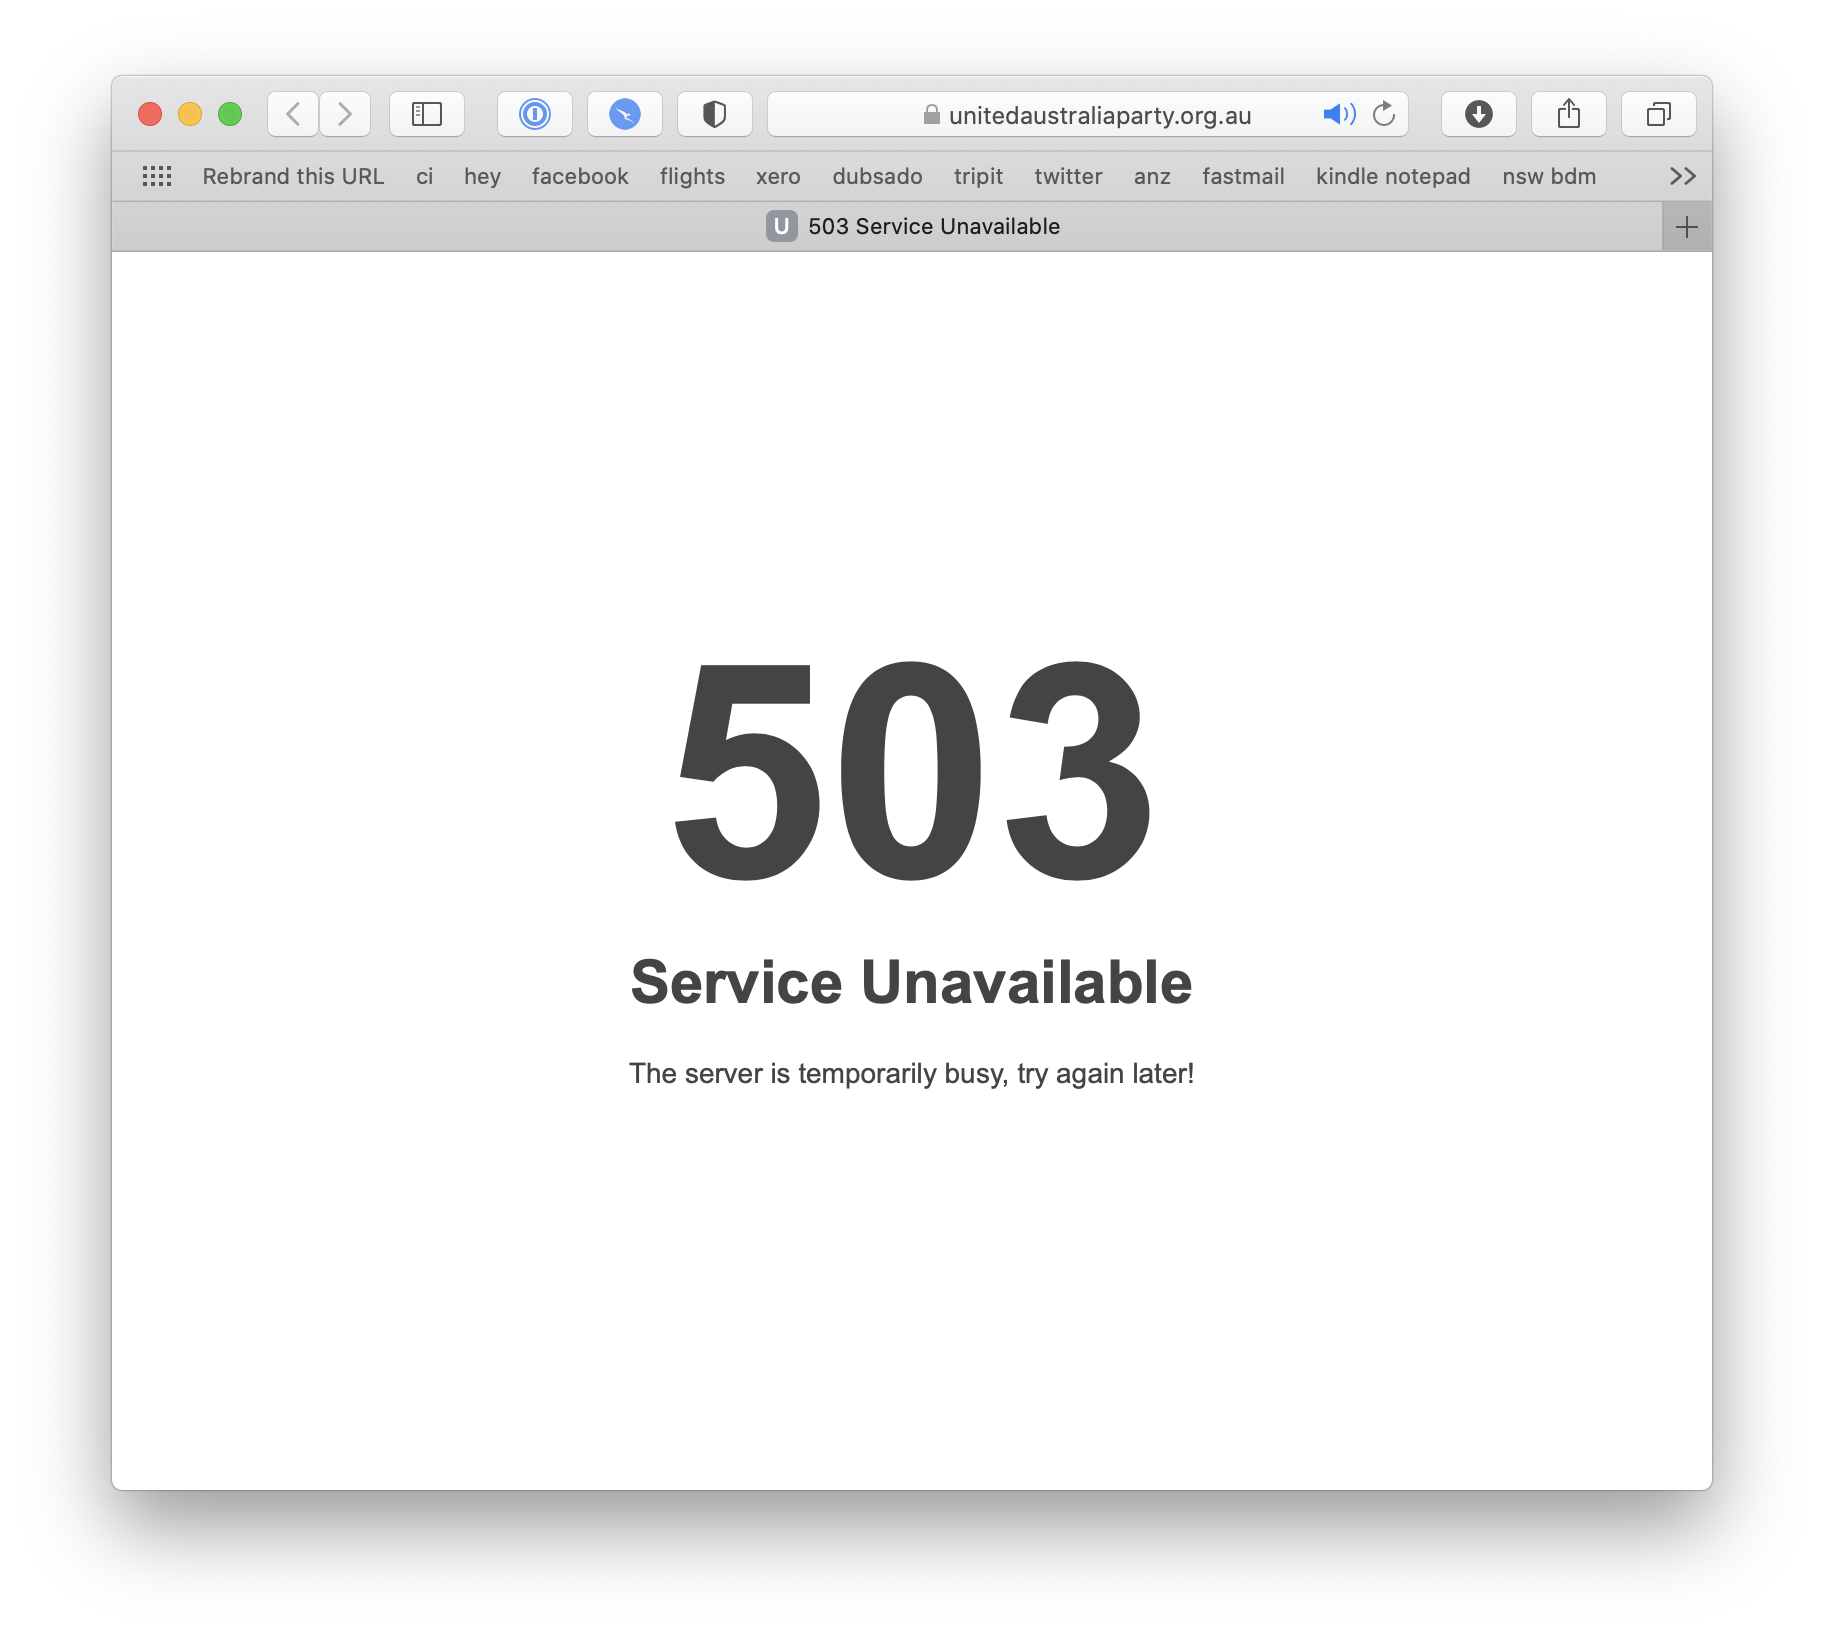 unitedaustraliaparty.org.au
Rebrand this URL ci hey facebook flights xero dubsado tripit twitter anz fastmail kindle notepad nsw bdm
U 503 Service Unavailable
503
Service Unavailable
The server is temporarily busy, try again later!